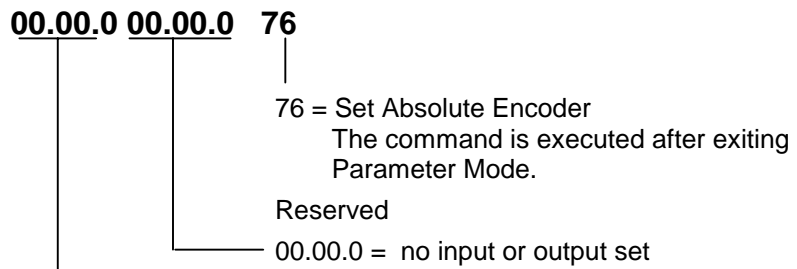 00.00.0 00.00.0 76
76 = Set Absolute Encoder
The command is executed after exiting
Parameter Mode.
Reserved
00.00.0 = no input or output set